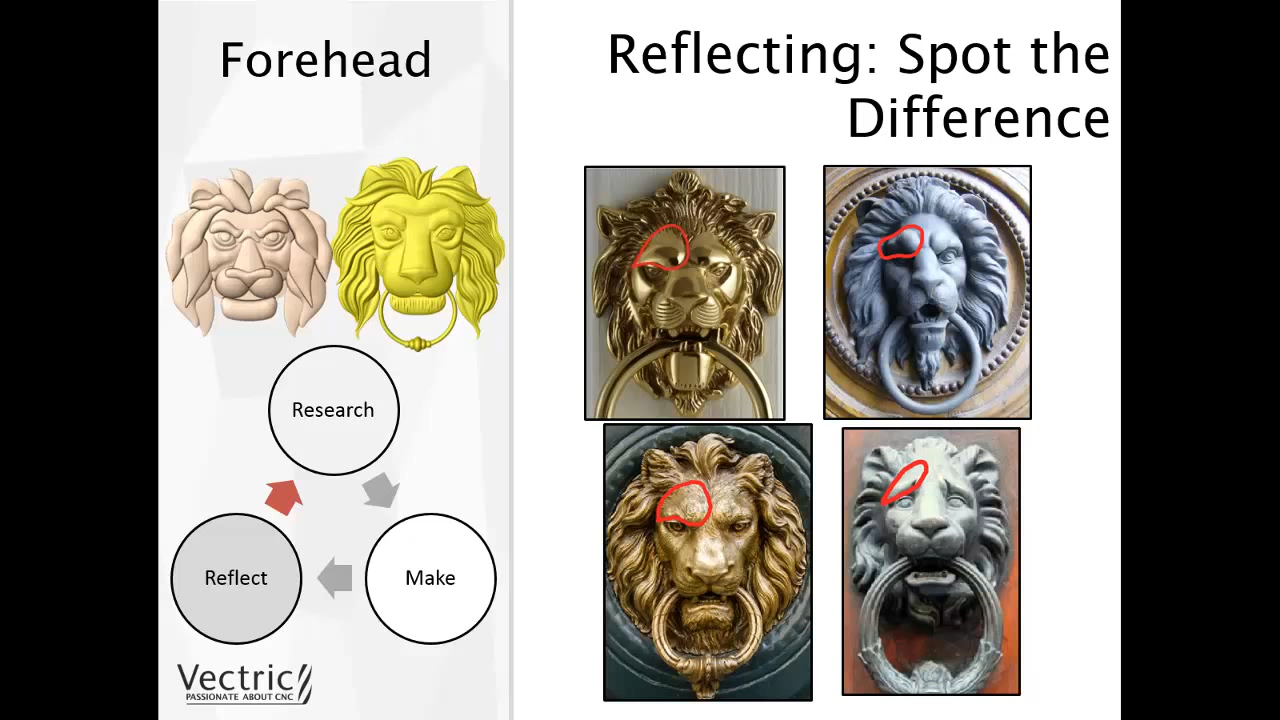 Forehead
Reflecting: Spot the
Difference
Research
Reflect
Make
Vectric
PASSIONATE ABOUT CNC